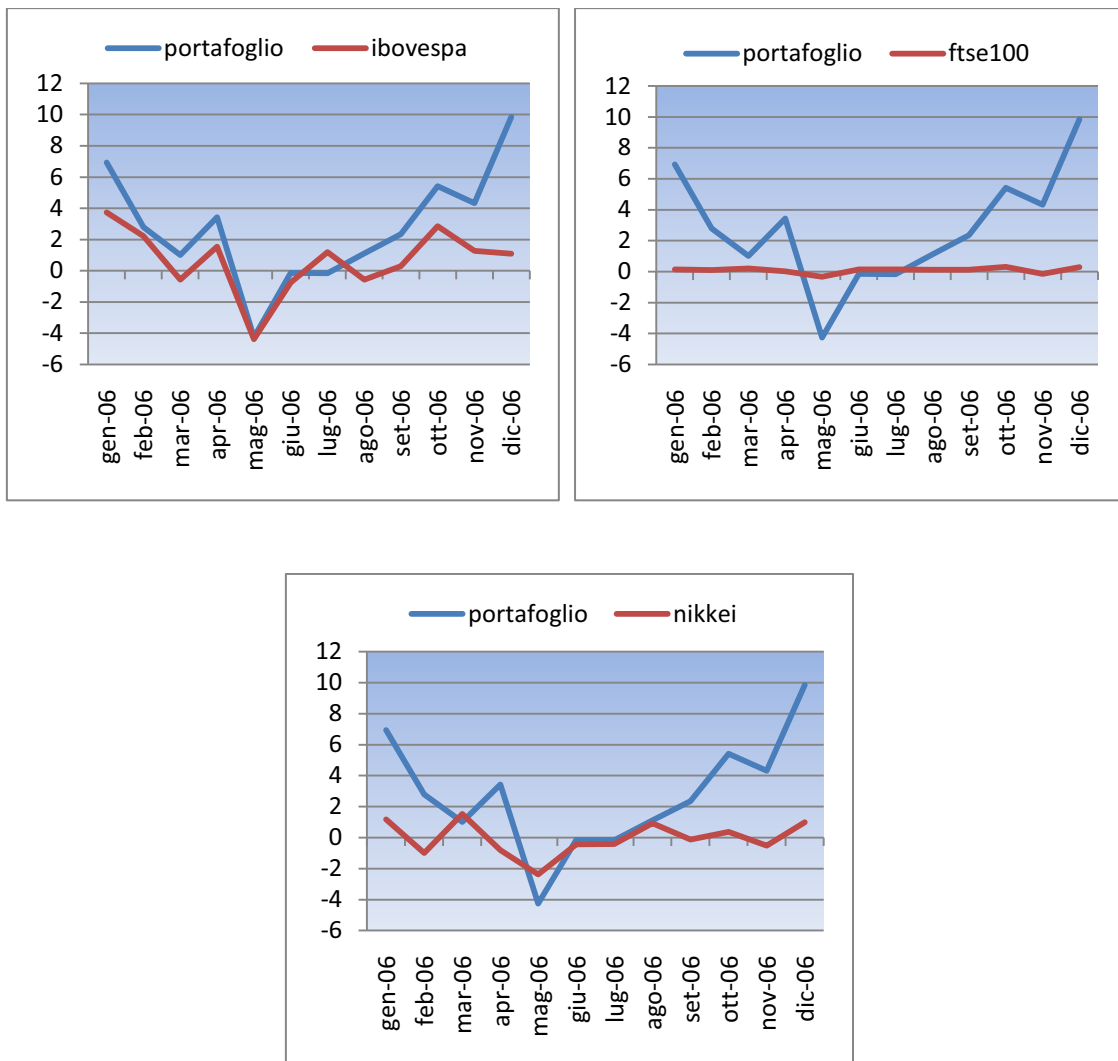 portafoglio ibovespa
12
10
8
6
4
2
0
-2
-4
-6
gen-06
feb-06
mar-06
apr-06
mag-06
giu-06
lug-06
ago-06
set-06
ott-06
nov-06
dic-06
portafoglio ftse100
12
10
8
6
4
2
0
-2
-4
-6
gen-06
feb-06
mar-06
apr-06
mag-06
giu-06
lug-06
ago-06
set-06
ott-06
nov-06
dic-06
portafoglio nikkei
12
10
8
6
4
2
0
-2
-4
-6
gen-06
feb-06
mar-06
apr-06
mag-06
giu-06
lug-06
ago-06
set-06
ott-06
nov-06
dic-06